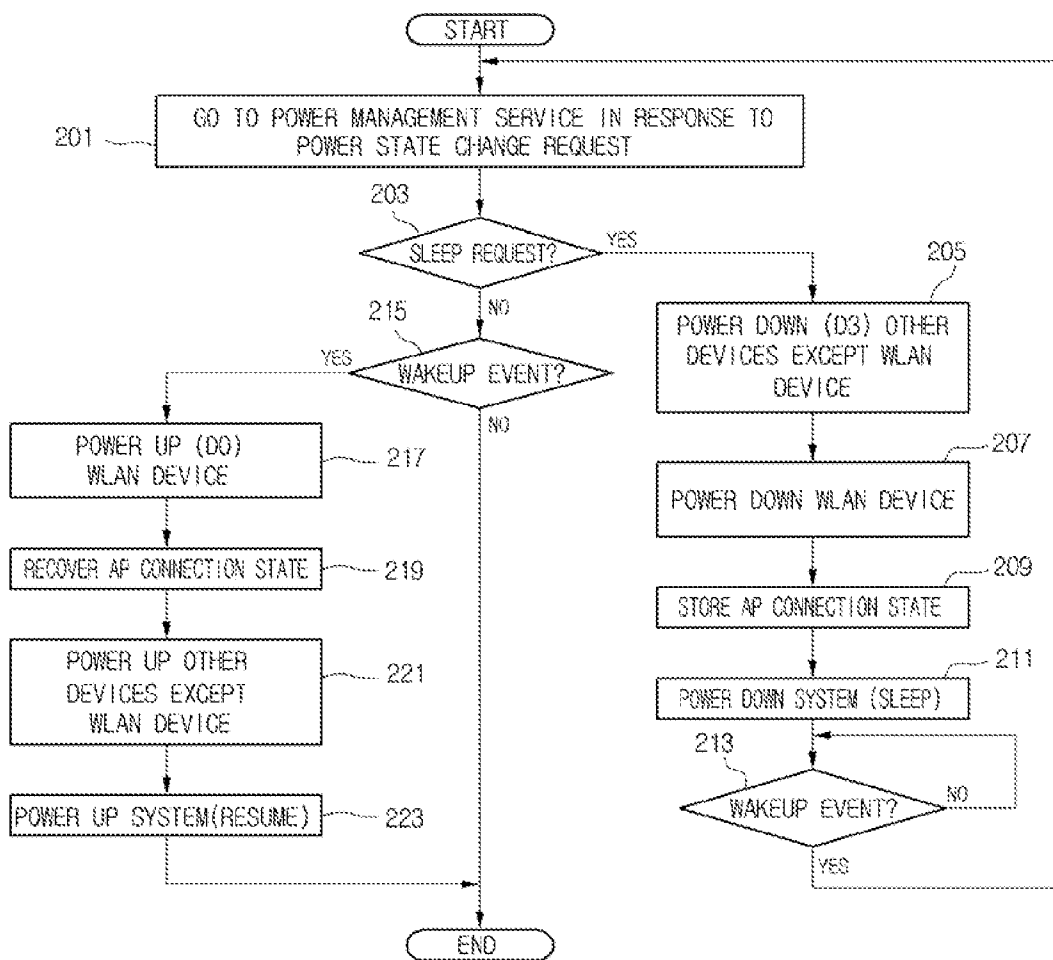 START
201
GO TO POWER MANAGEMENT SERVICE IN RESPONSE TO
POWER STATE CHANGE REQUEST
203
SLEEP REQUEST?
YES
NO
205
POWER DOWN (D3) OTHER
DEVICES EXCEPT WLAN
DEVICE
215
WAKEUP EVENT?
YES
NO
POWER UP (D0)
WLAN DEVICE
217
207
POWER DOWN WLAN DEVICE
RECOVER AP CONNECTION STATE
219
209
STORE AP CONNECTION STATE
POWER UP OTHER
DEVICES EXCEPT
WLAN DEVICE
221
211
POWER DOWN SYSTEM (SLEEP)
213
WAKEUP EVENT?
NO
YES
POWER UP SYSTEM(RESUME)
223
END